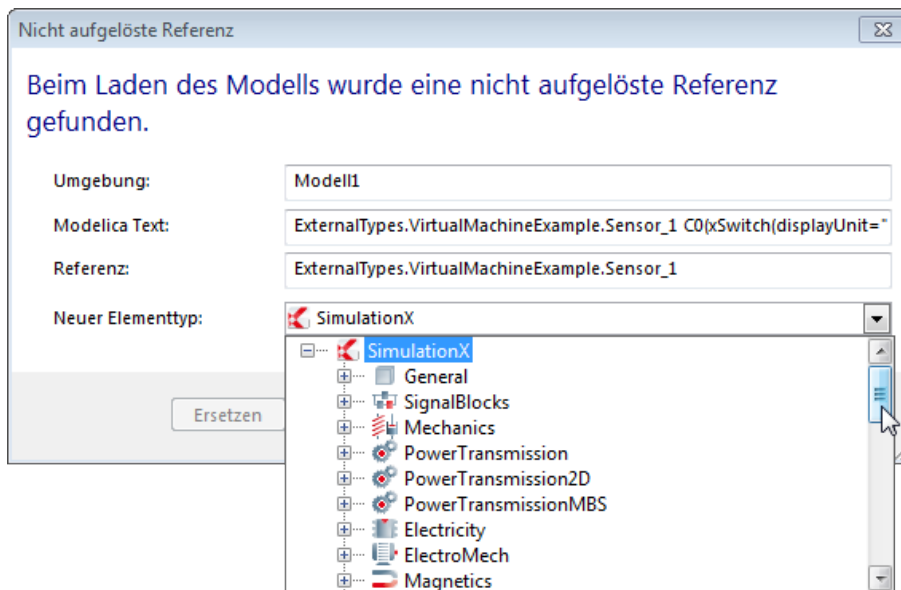 Nicht aufgelöste Referenz
Beim Laden des Modells wurde eine nicht aufgelöste Referenz
gefunden.
Umgebung: Modell1
Modelica Text: ExternalTypes.VirtualMachineExample.Sensor_1 C0(xSwitch(displayUnit="
Referenz: ExternalTypes.VirtualMachineExample.Sensor_1
Neuer Elementtyp: SimulationX
SimulationX
General
SignalBlocks
Mechanics
Ersetzen
PowerTransmission
PowerTransmission2D
PowerTransmissionMBS
Electricity
ElectroMech
Magnetics